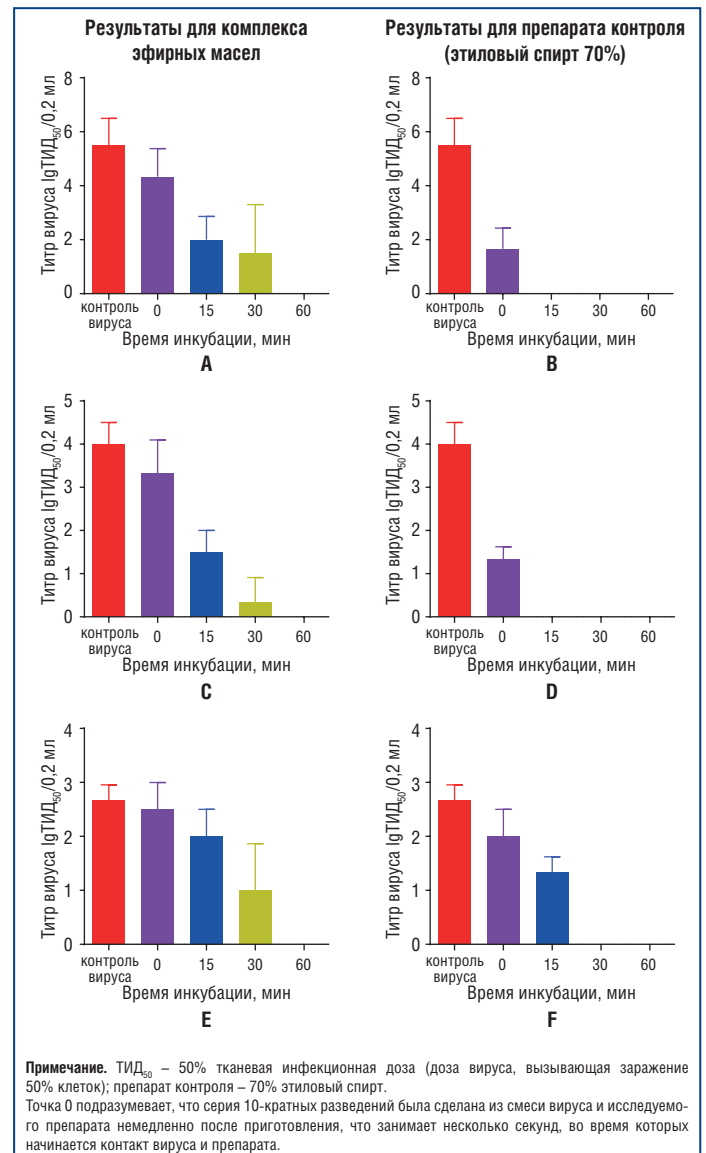 Результаты для комплекса
эфирных масел
Результаты для препарата контроля
(этиловый спирт 70%)
Титр вируса lgТИД50/0,2 мл
8
6
4
2
0
контроль
вируса
0
15
30
60
Время инкубации, мин
A
Титр вируса lgТИД50/0,2 мл
8
6
4
2
0
контроль
вируса
0
15
30
60
Время инкубации, мин
B
Титр вируса lgТИД50/0,2 мл
5
4
3
2
1
0
контроль
вируса
0
15
30
60
Время инкубации, мин
C
Титр вируса lgТИД50/0,2 мл
5
4
3
2
1
0
контроль
вируса
0
15
30
60
Время инкубации, мин
D
Титр вируса lgТИД50/0,2 мл
4
3
2
1
0
контроль
вируса
0
15
30
60
Время инкубации, мин
E
Титр вируса lgТИД50/0,2 мл
4
3
2
1
0
контроль
вируса
0
15
30
60
Время инкубации, мин
F
Примечание. ТИД50 – 50% тканевая инфекционная доза (доза вируса, вызывающая заражение
50% клеток); препарат контроля – 70% этиловый спирт.
Точка 0 подразумевает, что серия 10-кратных разведений была сделана из смеси вируса и исследуемо-
го препарата немедленно после приготовления, что занимает несколько секунд, во время которых
начинается контакт вируса и препарата.